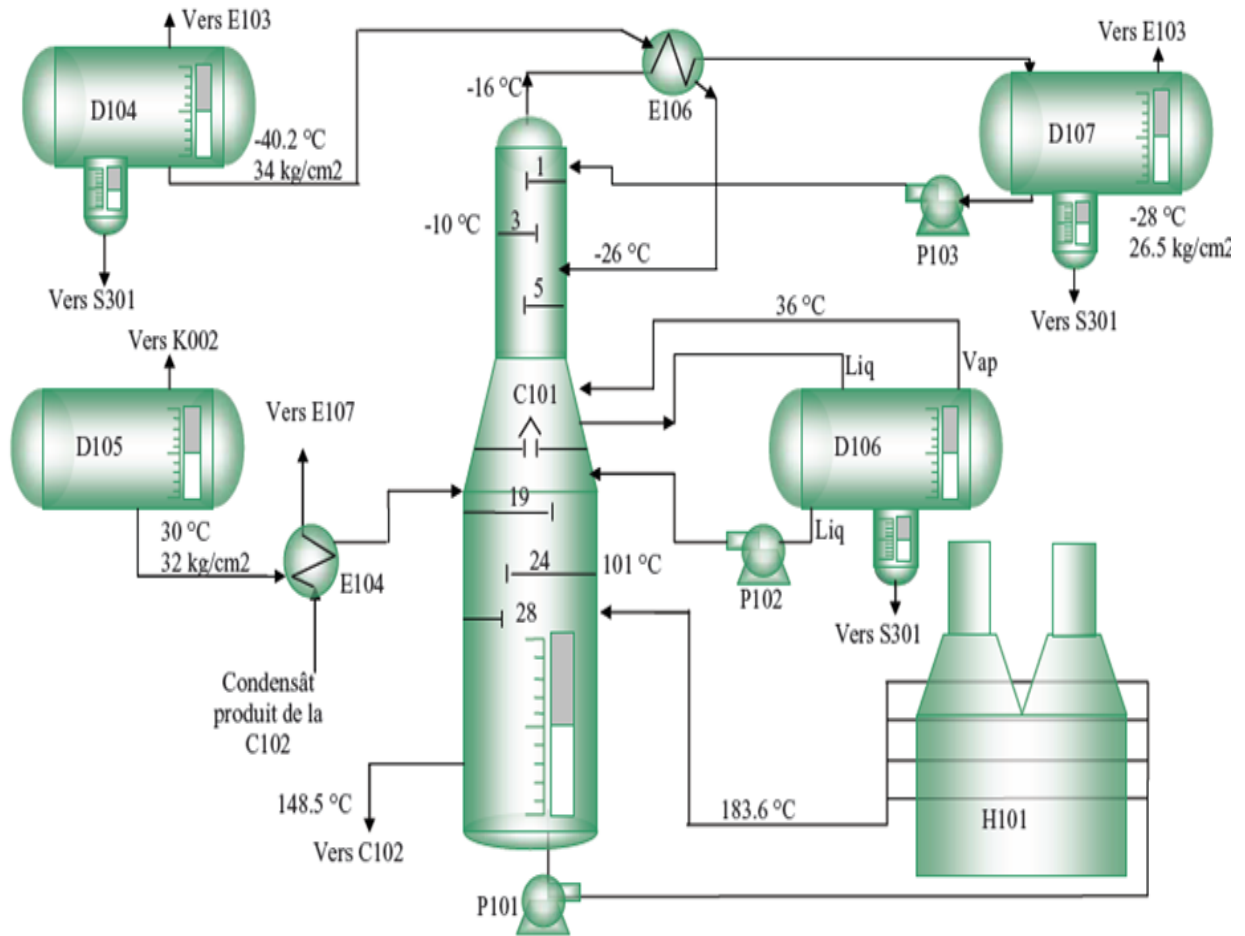 Vers E103
D104
-40.2 °C
34 kg/cm2
Vers S301
-16 °C
E106
Vers E103
D107
-28 °C
26.5 kg/cm2
Vers S301
P103
1
-10 °C
3
-26 °C
5
36 °C
Liq
Vap
C101
D106
Liq
P102
Vers S301
Vers K002
D105
30 °C
32 kg/cm2
Vers E107
E104
Condensât
produit de la
C102
19
24
101 °C
28
148.5 °C
Vers C102
183.6 °C
H101
P101